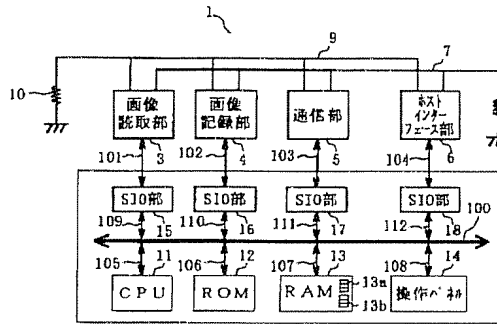 1
9
7
10
画像
読取部
画像
記録部
通信部
ホスト
インター
フェース部
101
3
102
4
103
5
104
6
SIO部
SIO部
SIO部
SIO部
100
109
15
110
16
111
17
112
18
105
11
106
12
107
13
13a
108
14
CPU
ROM
RAM
13b
操作パネル